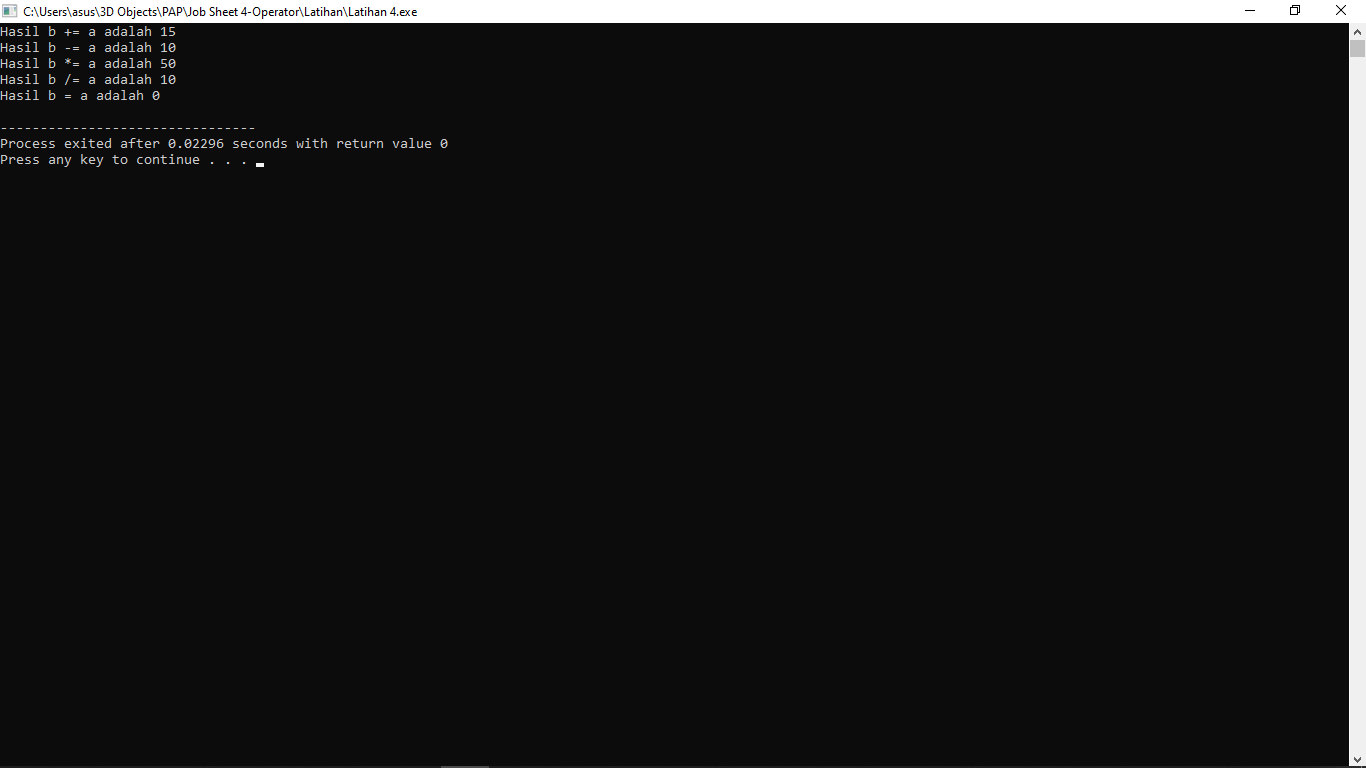 C:\Users\asus\3D Objects\PAP\Job Sheet 4-Operator\Latihan\Latihan 4.exe
Hasil b += a adalah 15
Hasil b -= a adalah 10
Hasil b *= a adalah 50
Hasil b /= a adalah 10
Hasil b = a adalah 0
--------------------------------
Process exited after 0.02296 seconds with return value 0
Press any key to continue . . .